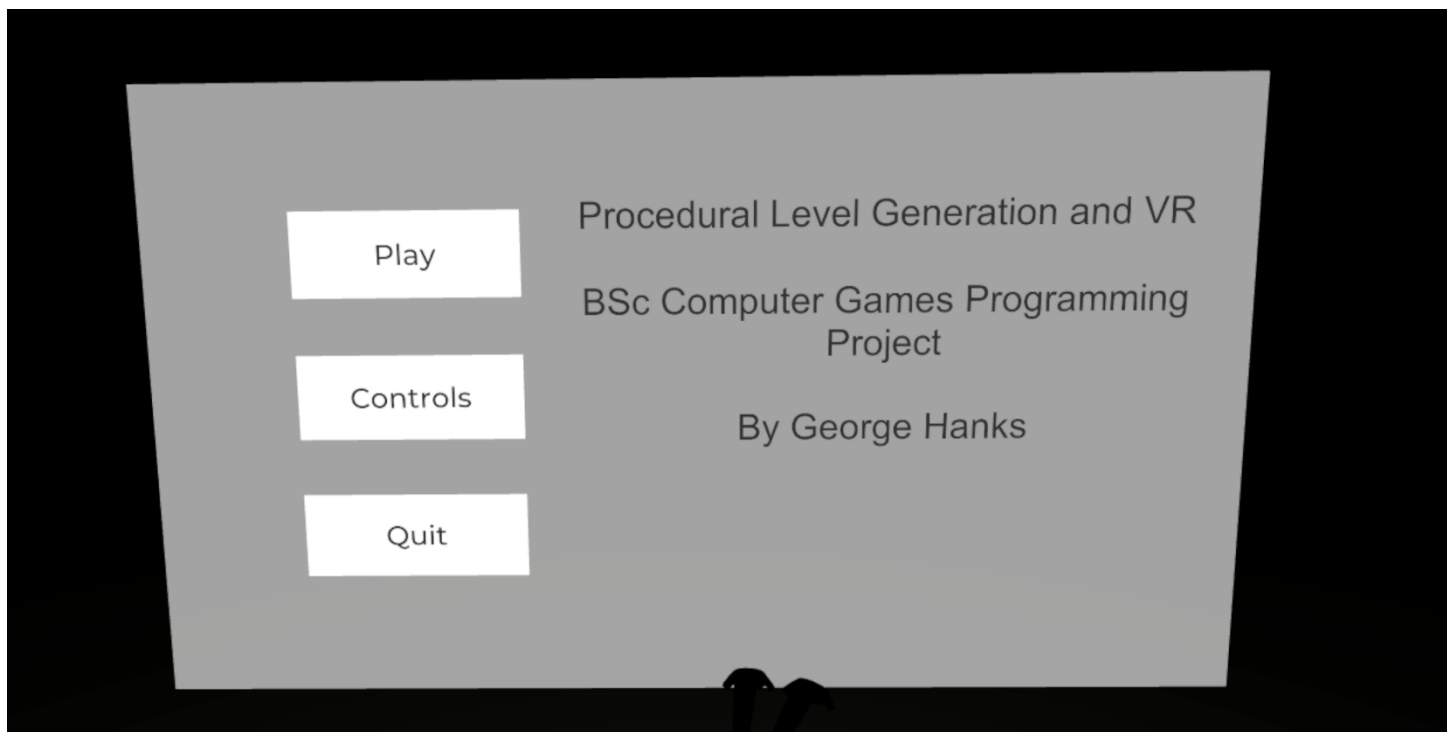 Play
Controls
Quit
Procedural Level Generation and VR
BSc Computer Games Programming
Project
By George Hanks